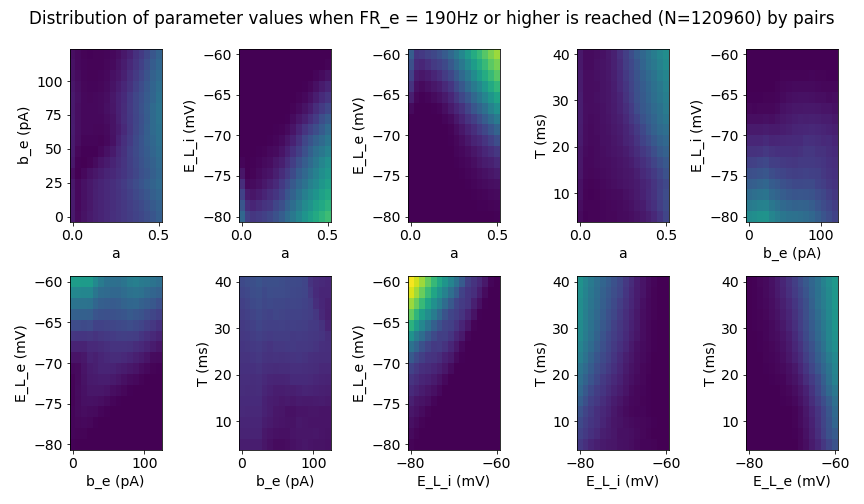 Distribution of parameter values when FR_e = 190Hz or higher is reached (N=120960) by pairs
b_e (pA)
100
75
50
25
0
0.0 0.5
a
E_L_i (mV)
−60
−65
−70
−75
−80
0.0 0.5
a
E_L_e (mV)
−60
−65
−70
−75
−80
0.0 0.5
a
T (ms)
40
30
20
10
0.0 0.5
a
E_L_i (mV)
−60
−65
−70
−75
−80
0 100
b_e (pA)
E_L_e (mV)
−60
−65
−70
−75
−80
0 100
b_e (pA)
T (ms)
40
30
20
10
0 100
b_e (pA)
E_L_e (mV)
−60
−65
−70
−75
−80
−80 −60
E_L_i (mV)
T (ms)
40
30
20
10
−80 −60
E_L_i (mV)
T (ms)
40
30
20
10
−80 −60
E_L_e (mV)